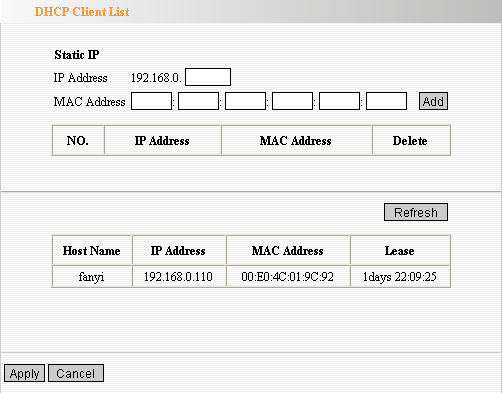 DHCP Client List
Static IP
IP Address 192.168.0.
MAC Address : : : : : Add
NO. IP Address MAC Address Delete
Refresh
Host Name IP Address MAC Address Lease
fanyi 192.168.0.110 00:E0:4C:01:9C:92 1days 22:09:25
Apply Cancel